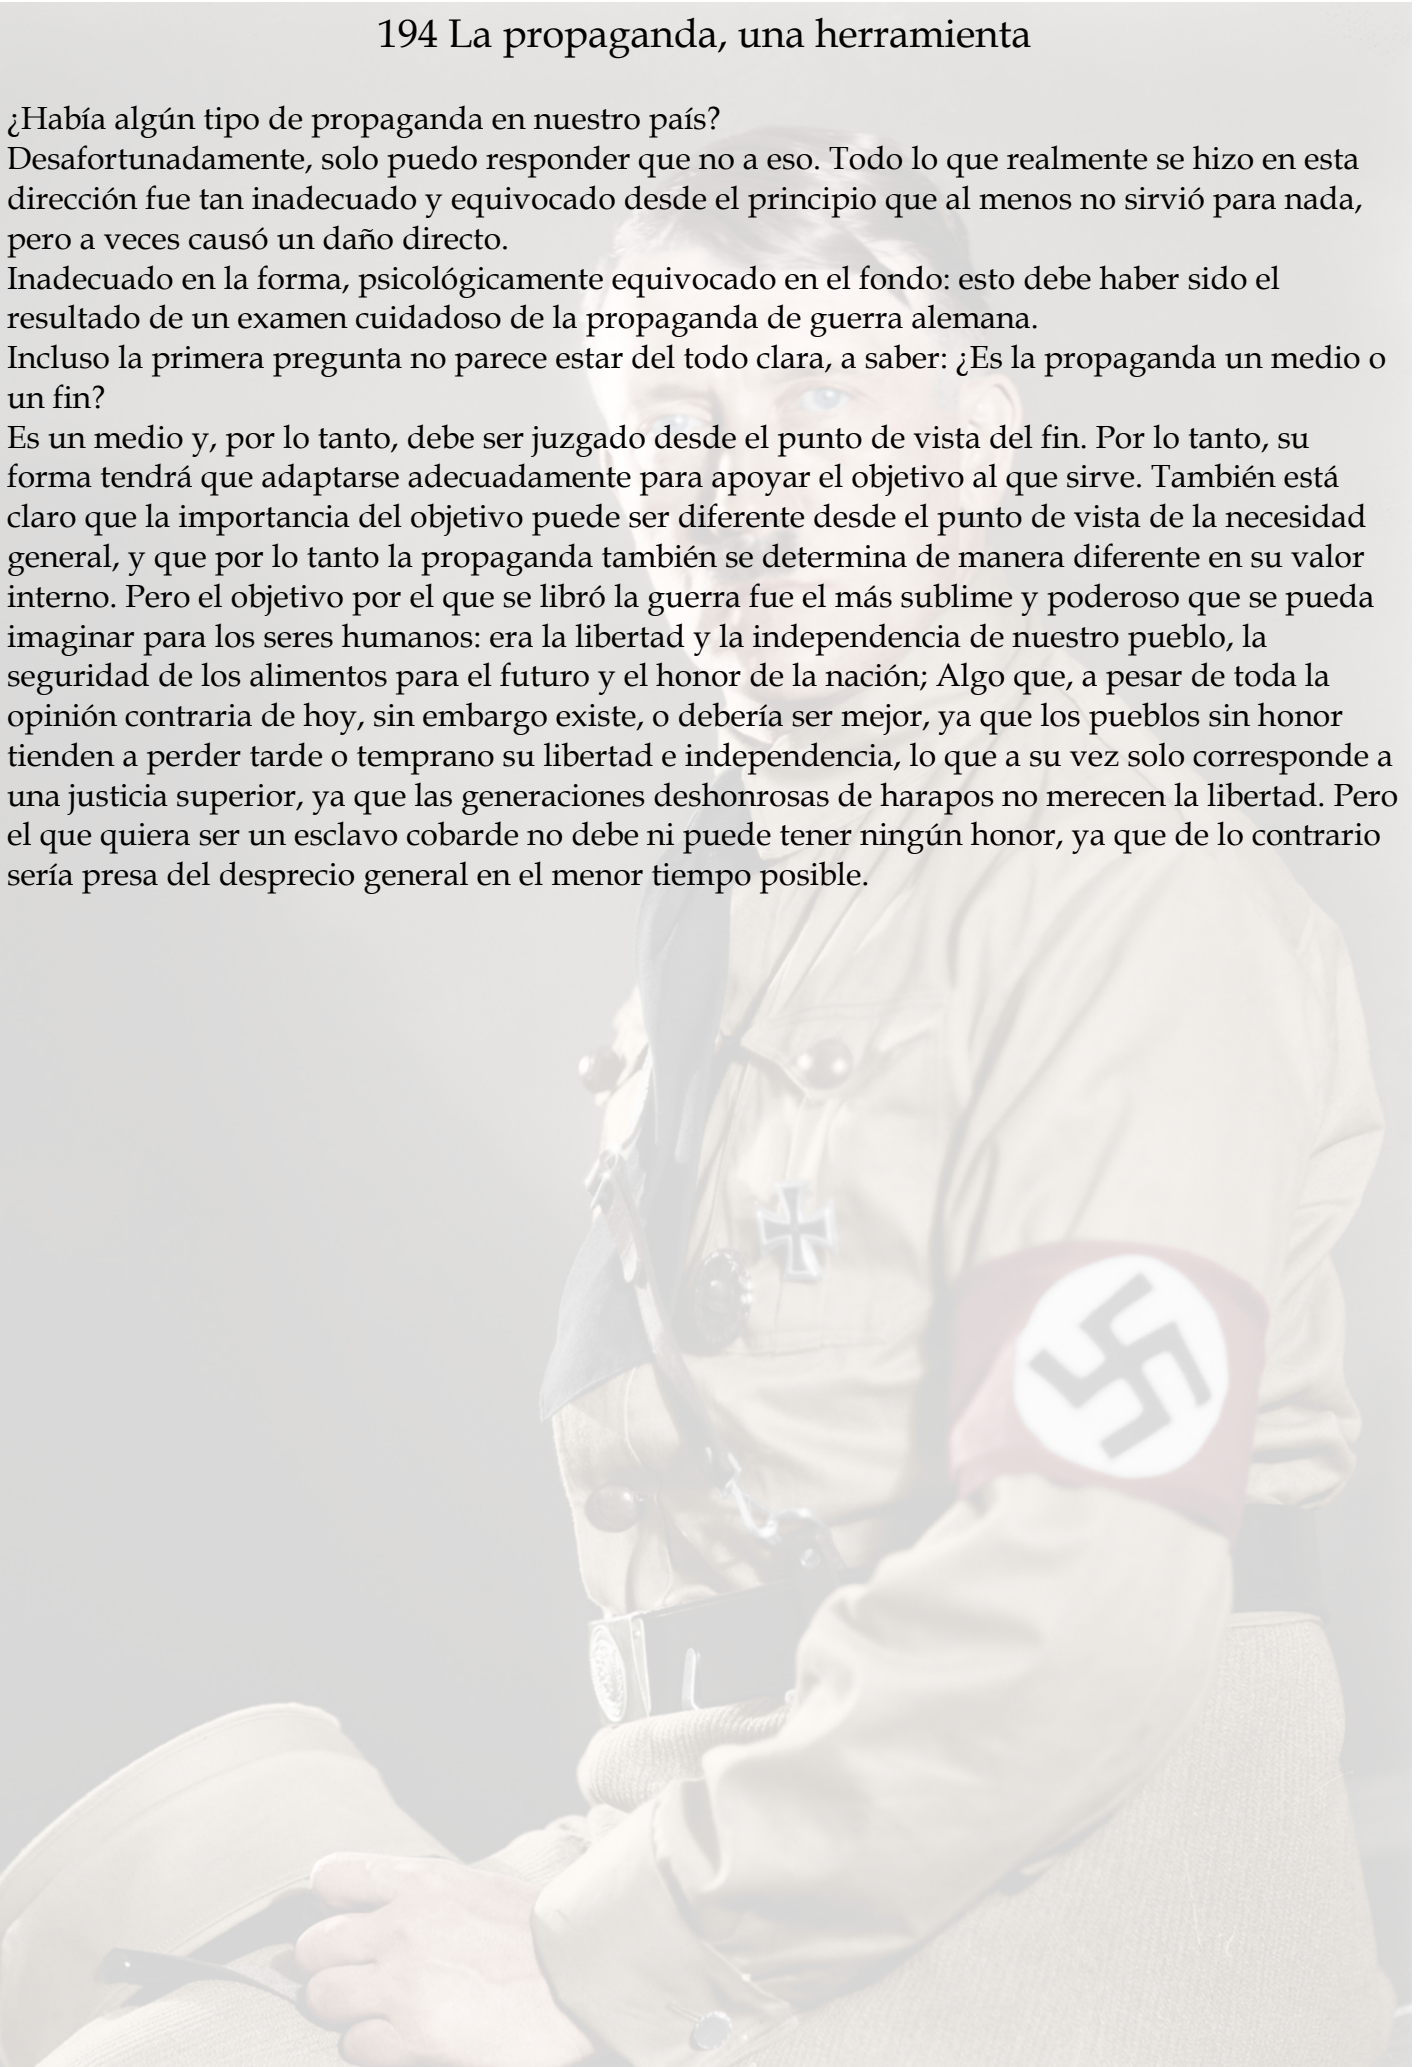 194 La propaganda, una herramienta
¿Había algún tipo de propaganda en nuestro país?
Desafortunadamente, solo puedo responder que no a eso. Todo lo que realmente se hizo en esta
dirección fue tan inadecuado y equivocado desde el principio que al menos no sirvió para nada,
pero a veces causó un daño directo.
Inadecuado en la forma, psicológicamente equivocado en el fondo: esto debe haber sido el
resultado de un examen cuidadoso de la propaganda de guerra alemana.
Incluso la primera pregunta no parece estar del todo clara, a saber: ¿Es la propaganda un medio o
un fin?
Es un medio y, por lo tanto, debe ser juzgado desde el punto de vista del fin. Por lo tanto, su
forma tendrá que adaptarse adecuadamente para apoyar el objetivo al que sirve. También está
claro que la importancia del objetivo puede ser diferente desde el punto de vista de la necesidad
general, y que por lo tanto la propaganda también se determina de manera diferente en su valor
interno. Pero el objetivo por el que se libró la guerra fue el más sublime y poderoso que se pueda
imaginar para los seres humanos: era la libertad y la independencia de nuestro pueblo, la
seguridad de los alimentos para el futuro y el honor de la nación; Algo que, a pesar de toda la
opinión contraria de hoy, sin embargo existe, o debería ser mejor, ya que los pueblos sin honor
tienden a perder tarde o temprano su libertad e independencia, lo que a su vez solo corresponde a
una justicia superior, ya que las generaciones deshonrosas de harapos no merecen la libertad. Pero
el que quiera ser un esclavo cobarde no debe ni puede tener ningún honor, ya que de lo contrario
sería presa del desprecio general en el menor tiempo posible.